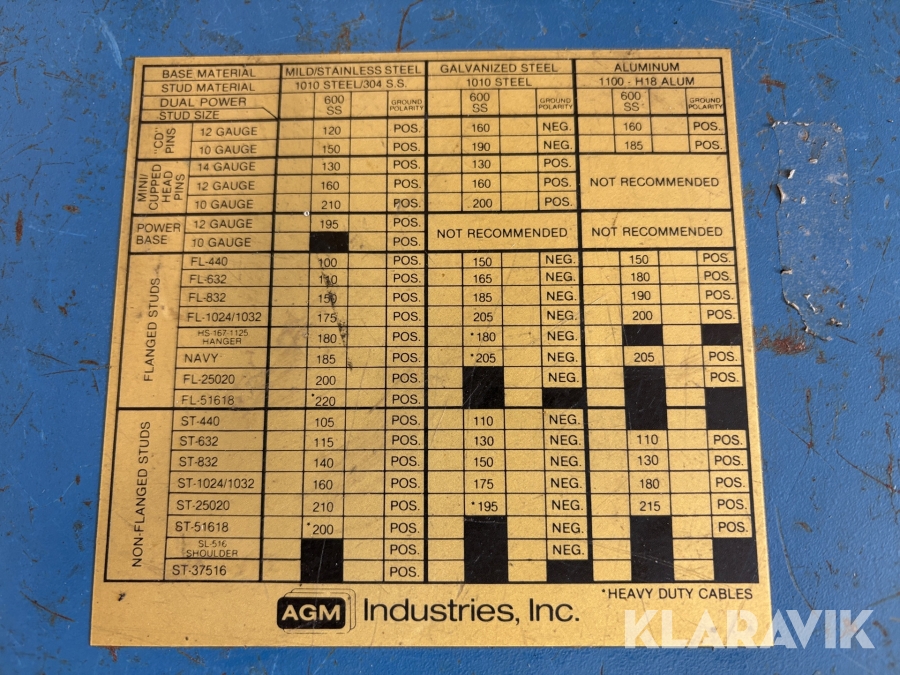 BASE MATERIAL MILD/STAINLESS STEEL GALVANIZED STEEL ALUMINUM
STUD MATERIAL 1010 STEEL/304 S.S. 1010 STEEL 1100 - H18 ALUM
DUAL POWER 600 SS GROUND POLARITY 600 SS GROUND POLARITY 600 SS GROUND POLARITY
STUD SIZE
"CD" PINS
12 GAUGE 120 POS. 160 NEG. 160 POS.
10 GAUGE 150 POS. 190 NEG. 185 POS.
MINI/ CUPPED HEAD PINS
14 GAUGE 130 POS. 130 POS.
12 GAUGE 160 POS. 160 POS. NOT RECOMMENDED
10 GAUGE 210 POS. 200 POS.
POWER BASE
12 GAUGE 195 POS. NOT RECOMMENDED NOT RECOMMENDED
10 GAUGE POS.
FLANGED STUDS
FL-440 100 POS. 150 NEG. 150 POS.
FL-632 110 POS. 165 NEG. 180 POS.
FL-832 150 POS. 185 NEG. 190 POS.
FL-1024/1032 175 POS. 205 NEG. 200 POS.
HS-167-1125 HANGER 180 POS. *180 NEG.
NAVY 185 POS. *205 NEG. 205 POS.
FL-25020 200 POS. NEG. POS.
FL-51618 *220 POS.
NON-FLANGED STUDS
ST-440 105 POS. 110 NEG.
ST-632 115 POS. 130 NEG. 110 POS.
ST-832 140 POS. 150 NEG. 130 POS.
ST-1024/1032 160 POS. 175 NEG. 180 POS.
ST-25020 210 POS. *195 NEG. 215 POS.
ST-51618 *200 POS. NEG. POS.
SL-516 SHOULDER POS. NEG.
ST-37516 POS.
*HEAVY DUTY CABLES
AGM Industries, Inc.
KLARAVIK